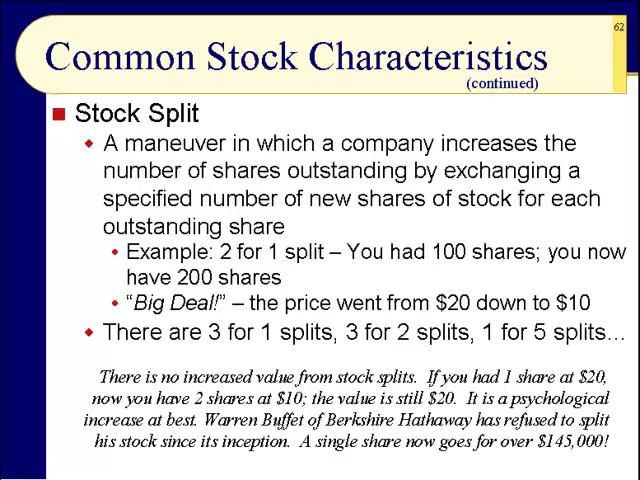 62
Common Stock Characteristics
(continued)
Stock Split
A maneuver in which a company increases the
number of shares outstanding by exchanging a
specified number of new shares of stock for each
outstanding share
Example: 2 for 1 split – You had 100 shares; you now
have 200 shares
“Big Deal!” – the price went from $20 down to $10
There are 3 for 1 splits, 3 for 2 splits, 1 for 5 splits…
There is no increased value from stock splits. If you had 1 share at $20,
now you have 2 shares at $10; the value is still $20. It is a psychological
increase at best. Warren Buffet of Berkshire Hathaway has refused to split
his stock since its inception. A single share now goes for over $145,000!